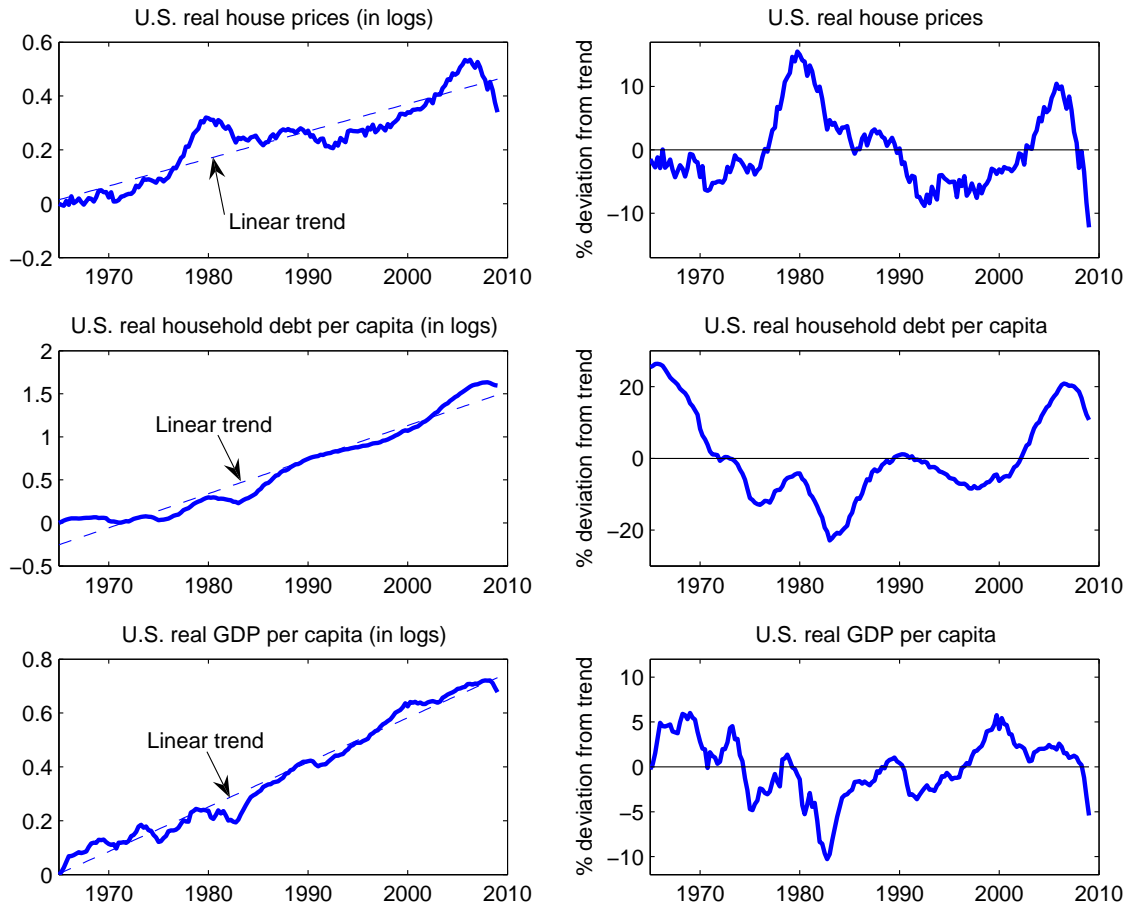 U.S. real house prices (in logs)
0.6
0.4
0.2
0
−0.2
Linear trend
1970 1980 1990 2000 2010
U.S. real house prices
% deviation from trend
10
0
−10
1970 1980 1990 2000 2010
U.S. real household debt per capita (in logs)
2
1.5
1
0.5
0
−0.5
Linear trend
1970 1980 1990 2000 2010
U.S. real household debt per capita
% deviation from trend
20
0
−20
1970 1980 1990 2000 2010
U.S. real GDP per capita (in logs)
0.8
0.6
0.4
0.2
0
Linear trend
1970 1980 1990 2000 2010
U.S. real GDP per capita
% deviation from trend
10
5
0
−5
−10
1970 1980 1990 2000 2010